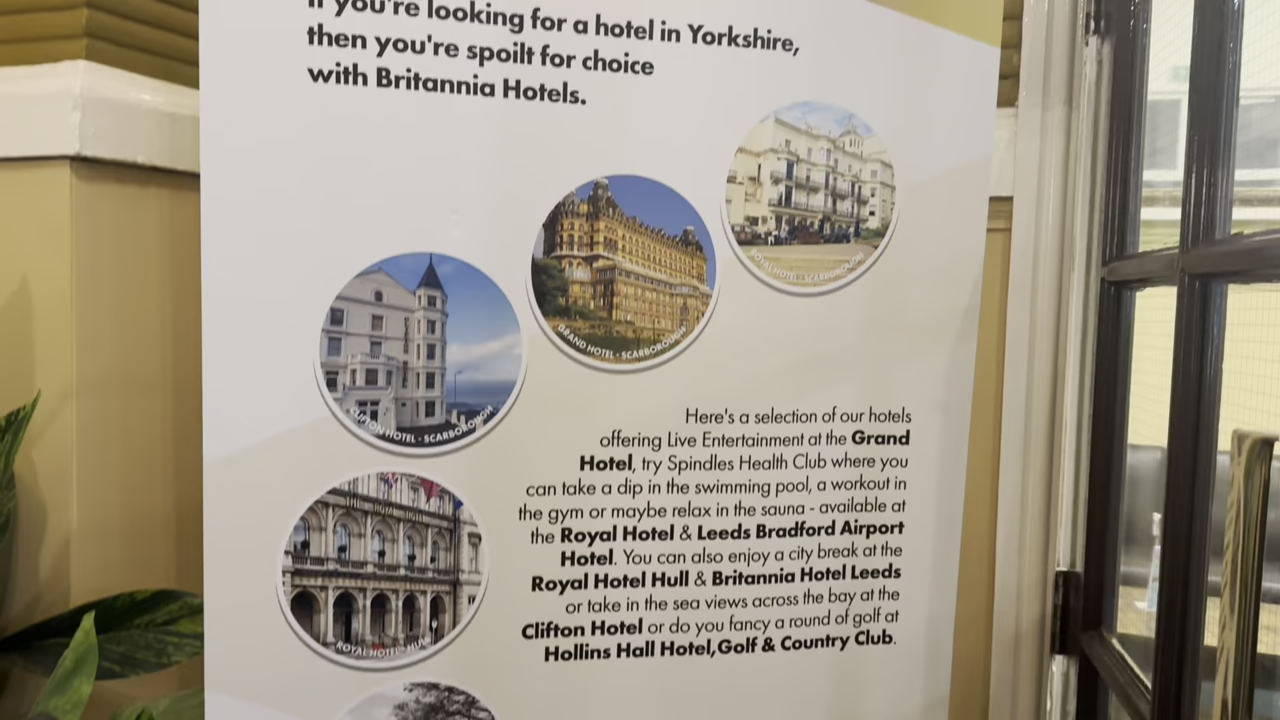 If you're looking for a hotel in Yorkshire,
then you're spoilt for choice
with Britannia Hotels.
ROYAL HOTEL · SCARBOROUGH
GRAND HOTEL · SCARBOROUGH
CLIFTON HOTEL · SCARBOROUGH
THE ROYAL HOTEL
ROYAL HOTEL · HULL
Here's a selection of our hotels
offering Live Entertainment at the Grand
Hotel, try Spindles Health Club where you
can take a dip in the swimming pool, a workout in
the gym or maybe relax in the sauna - available at
the Royal Hotel & Leeds Bradford Airport
Hotel. You can also enjoy a city break at the
Royal Hotel Hull & Britannia Hotel Leeds
or take in the sea views across the bay at the
Clifton Hotel or do you fancy a round of golf at
Hollins Hall Hotel,Golf & Country Club.